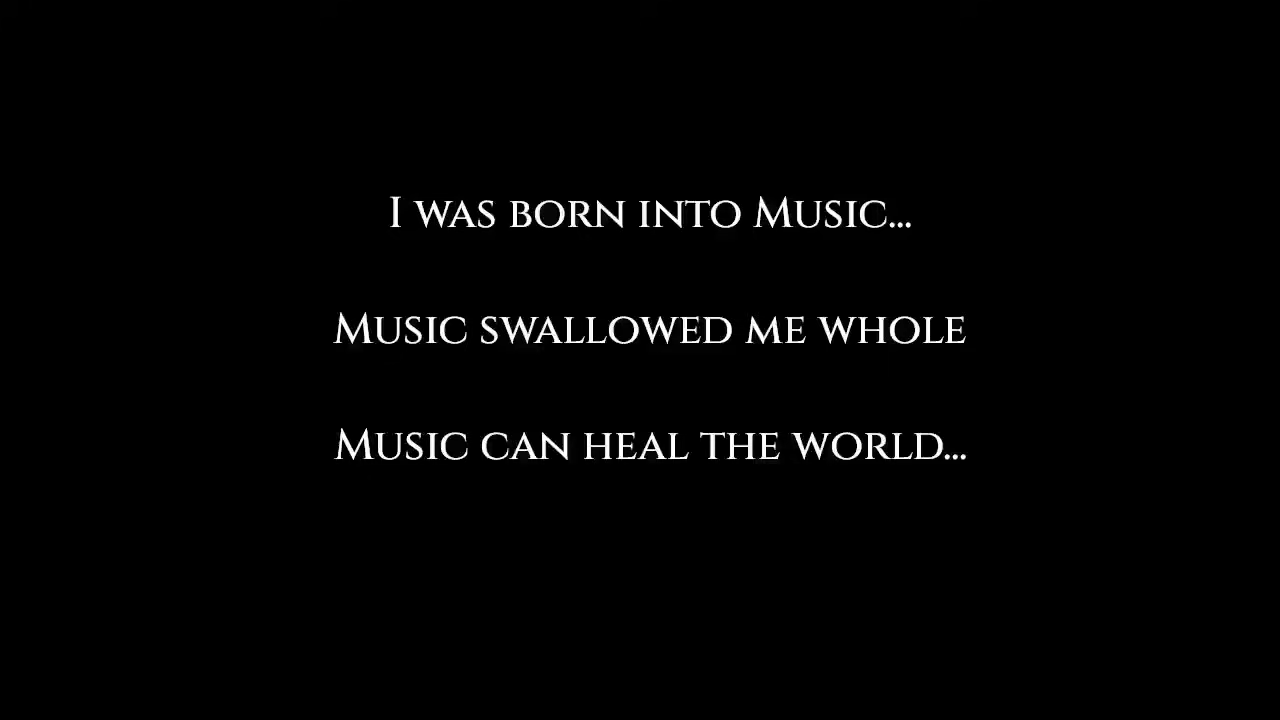 I was born into Music...
Music swallowed me whole
Music can heal the world...